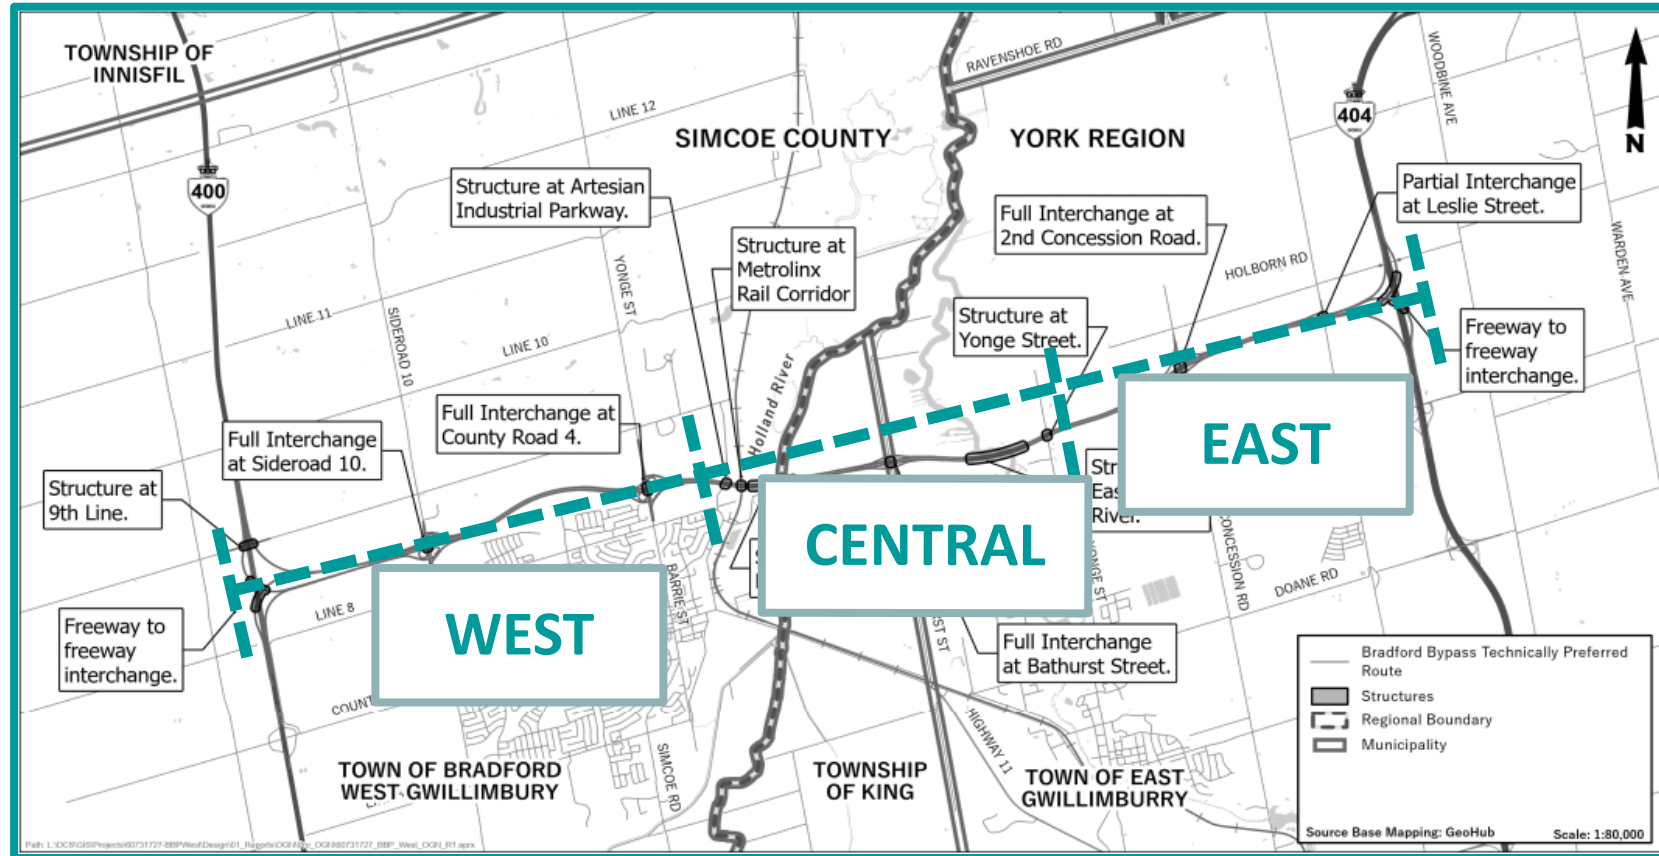 TOWNSHIP OF
INNISFIL
LINE 12
SIMCOE COUNTY
YORK REGION
RAVENSHOE RD
WOODBINE AVE
404
N
400
Structure at Artesian
Industrial Parkway.
Structure at
Metrolinx
Rail Corridor
Full Interchange at
2nd Concession Road.
Partial Interchange
at Leslie Street.
WARDEN AVE
HOLBORN RD
YONGE ST
LINE 11
SIDEROAD 10
LINE 10
Holland River
Structure at
Yonge Street.
Freeway to
freeway
interchange.
Full Interchange at
County Road 4.
Full Interchange
at Sideroad 10.
Structure at
9th Line.
EAST
River.
CENTRAL
WEST
BARRIE ST
YONGE ST
CONCESSION RD
DOANE RD
LINE 8
Freeway to
freeway
interchange.
Full Interchange
at Bathurst Street.
HIGHWAY 11
SIMCOE RD
TOWN OF BRADFORD
WEST GWILLIMBURY
TOWNSHIP
OF KING
TOWN OF EAST
GWILLIMBURRY
Bradford Bypass Technically Preferred
Route
Structures
Regional Boundary
Municipality
Source Base Mapping: GeoHub
Scale: 1:80,000